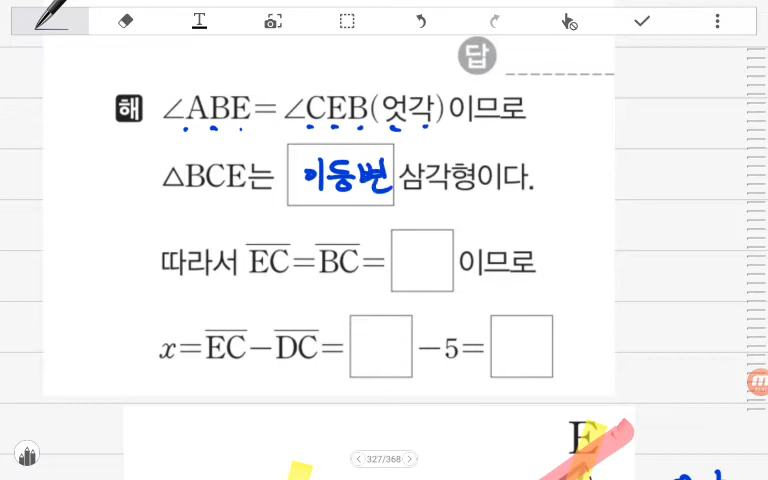 T
답
해 ∠ABE=∠CEB(엇각)이므로
△BCE는 이등변 삼각형이다.
따라서 EC=BC= 이므로
x=EC-DC= -5=
327/368
E